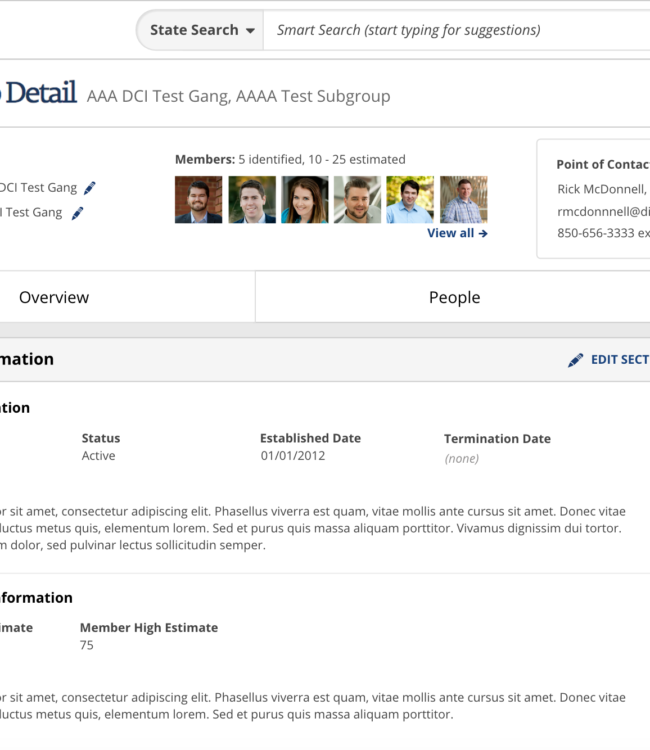 State Search Smart Search (start typing for suggestions)
Detail AAA DCI Test Gang, AAAA Test Subgroup
Members: 5 identified, 10 - 25 estimated
Point of Contac
DCI Test Gang
Rick McDonnell,
I Test Gang
rmcdonnnell@di
View all →
850-656-3333 ex
Overview People
mation
EDIT SECT
tion
Status Established Date Termination Date
Active 01/01/2012 (none)
or sit amet, consectetur adipiscing elit. Phasellus viverra est quam, vitae mollis ante cursus sit amet. Donec vitae
luctus metus quis, elementum lorem. Sed et purus quis massa aliquam porttitor. Vivamus dignissim dui tortor.
m dolor, sed pulvinar lectus sollicitudin semper.
nformation
imate Member High Estimate
75
or sit amet, consectetur adipiscing elit. Phasellus viverra est quam, vitae mollis ante cursus sit amet. Donec vitae
luctus metus quis, elementum lorem. Sed et purus quis massa aliquam porttitor.